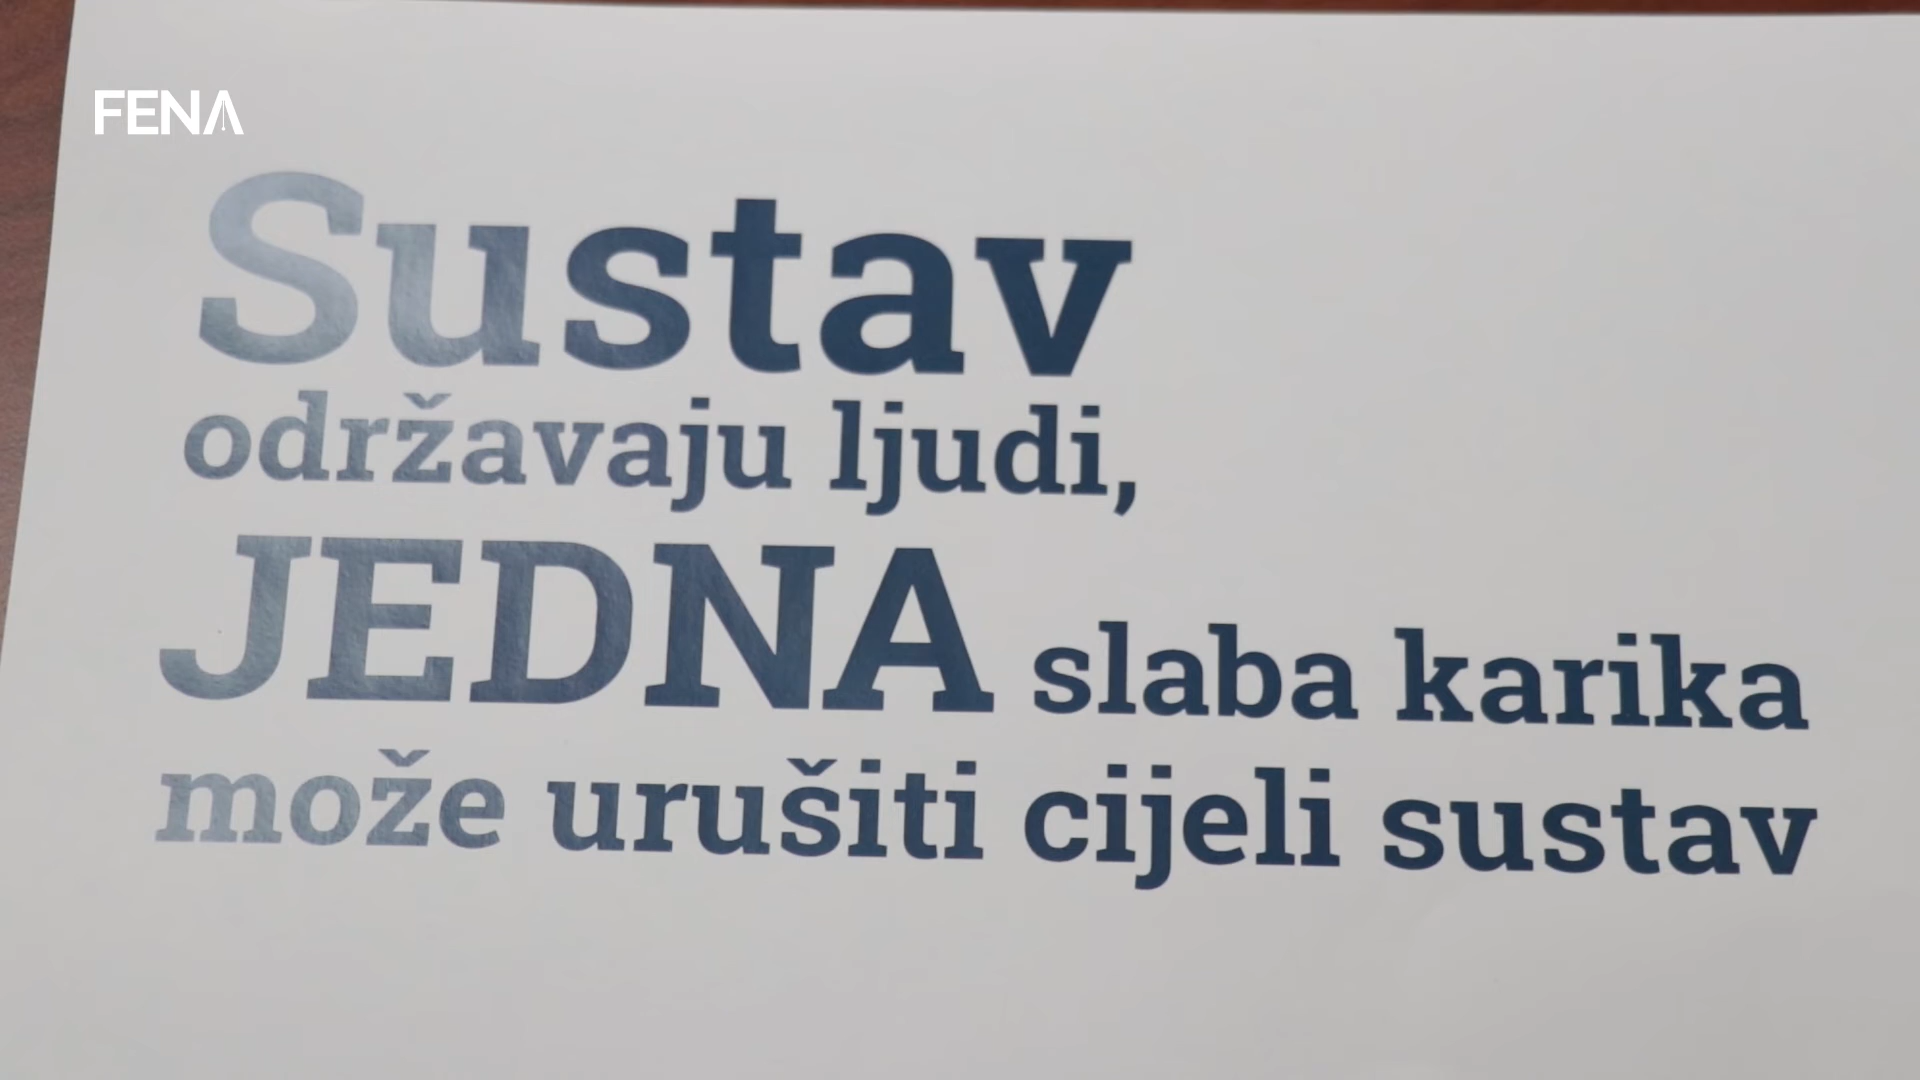 FENA
Sustav
održavaju ljudi,
JEDNA slaba karika
može urušiti cijeli sustav